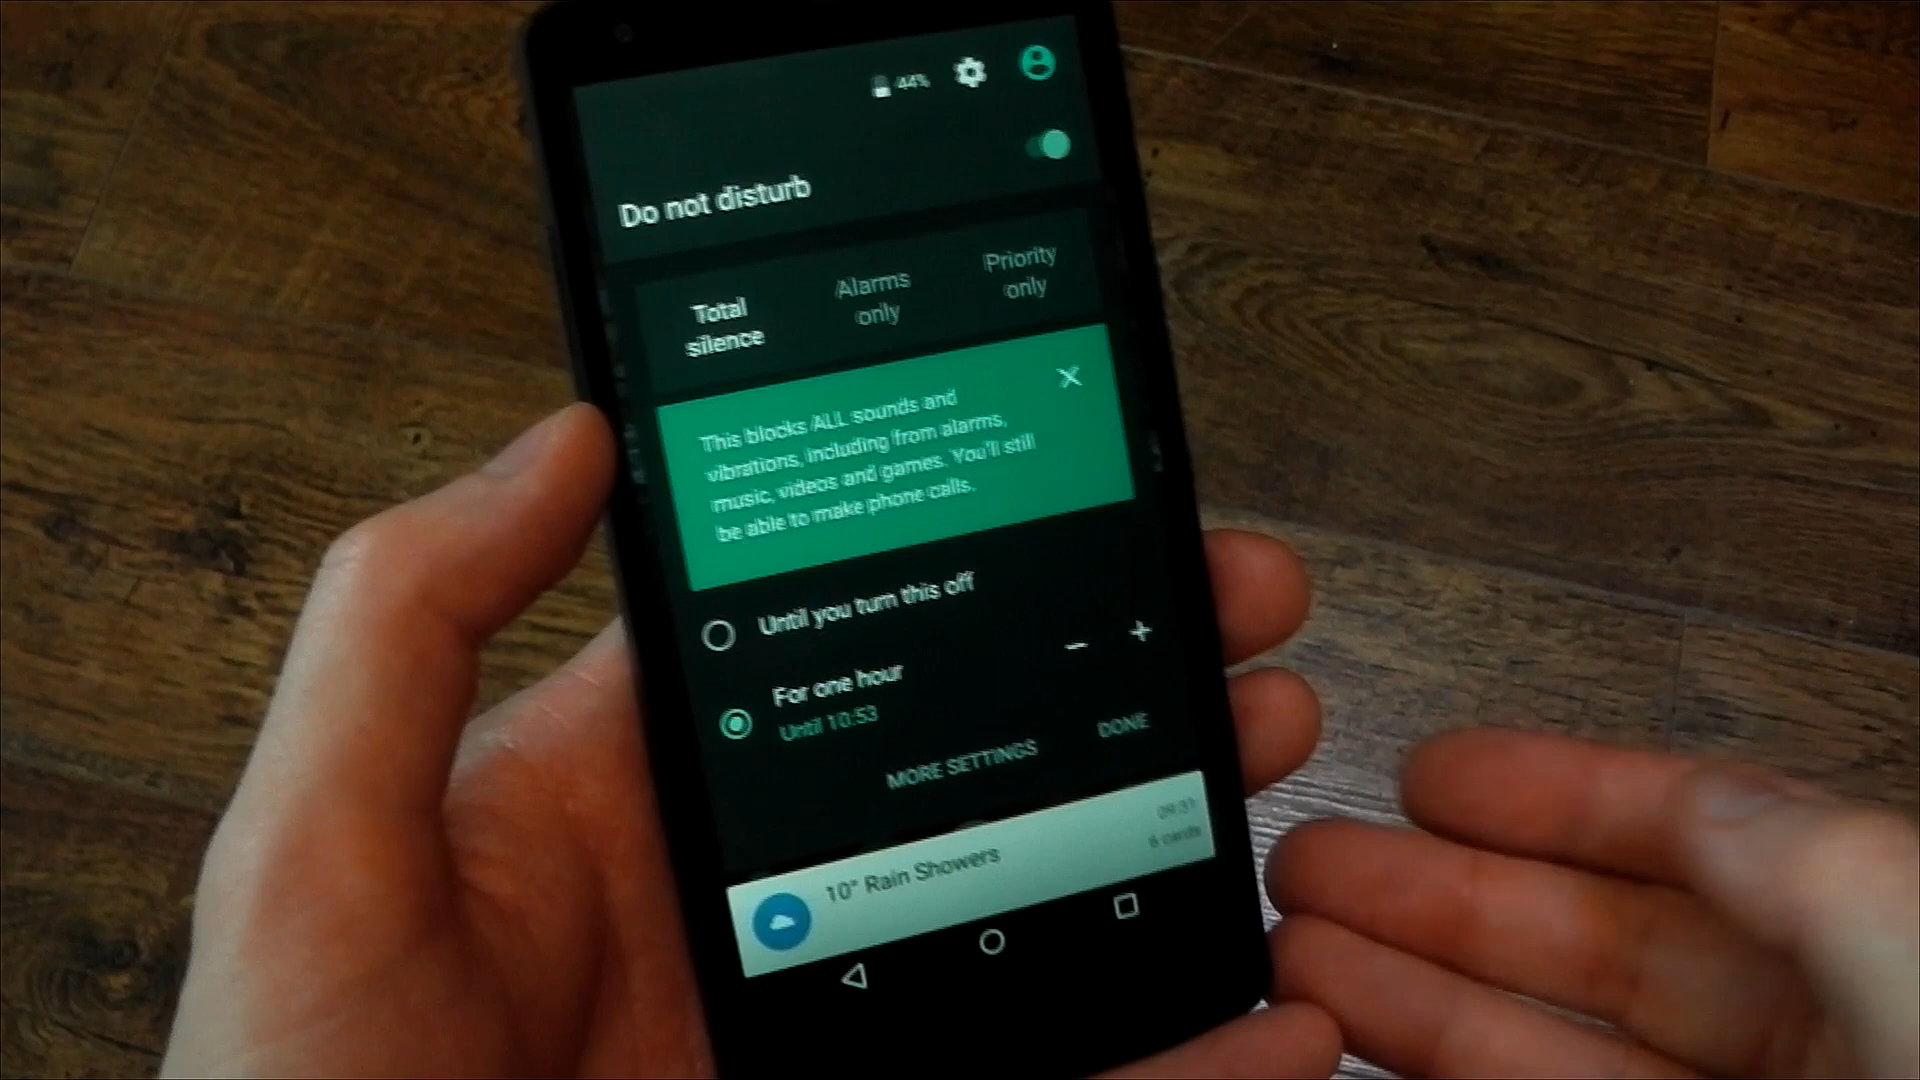 44%
Do not disturb
Total
silence
Alarms
only
Priority
only
This blocks ALL sounds and
vibrations, including from alarms,
music, videos and games. You'll still
be able to make phone calls.
Until you turn this off
For one hour
Until 10:53
MORE SETTINGS
DONE
10° Rain Showers
6 cards